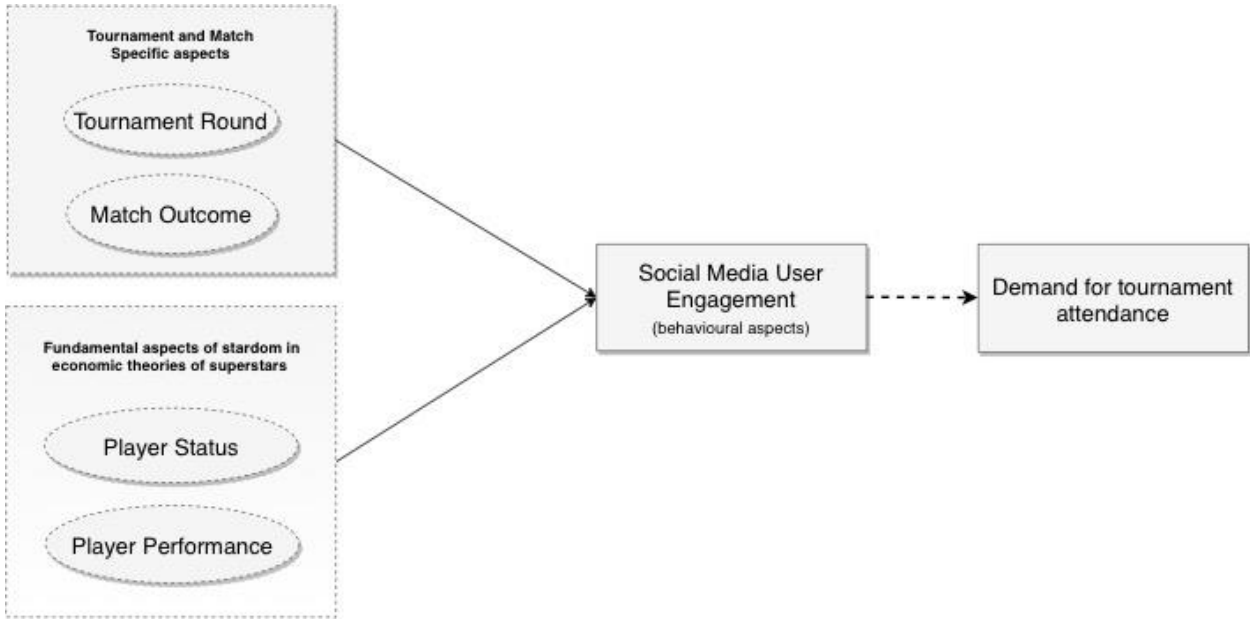 Tournament and Match
Specific aspects
Tournament Round
Match Outcome
Fundamental aspects of stardom in
economic theories of superstars
Player Status
Player Performance
Social Media User
Engagement
(behavioural aspects)
Demand for tournament
attendance